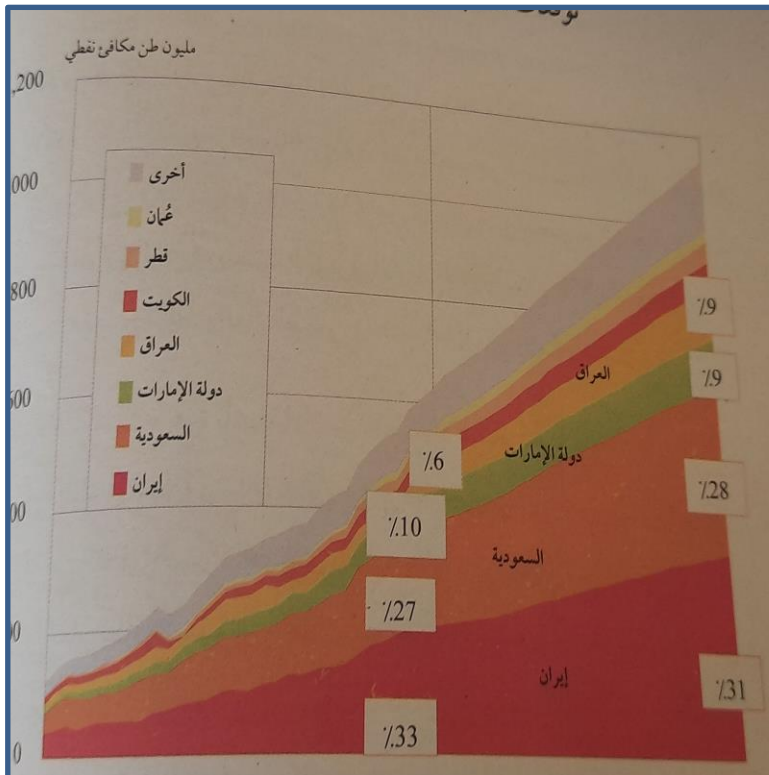 مليون طن مكافئ نفطي
,200
000
800
600
00
00
0
أخرى
عُمان
قطر
الكويت
العراق
دولة الإمارات
السعودية
إيران
العراق
دولة الإمارات
السعودية
إيران
٪6
٪10
٪27
٪33
٪9
٪9
٪28
٪31